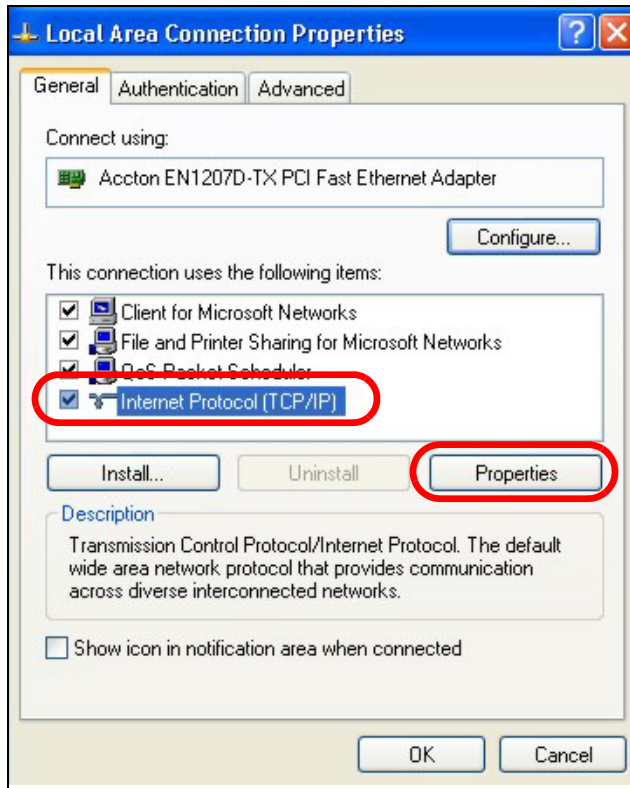 Local Area Connection Properties
General Authentication Advanced
Connect using:
Accton EN1207D-TX PCI Fast Ethernet Adapter
Configure...
This connection uses the following items:
Client for Microsoft Networks
File and Printer Sharing for Microsoft Networks
QoS Packet Scheduler
Internet Protocol (TCP/IP)
Install... Uninstall Properties
Description
Transmission Control Protocol/Internet Protocol. The default
wide area network protocol that provides communication
across diverse interconnected networks.
Show icon in notification area when connected
OK Cancel